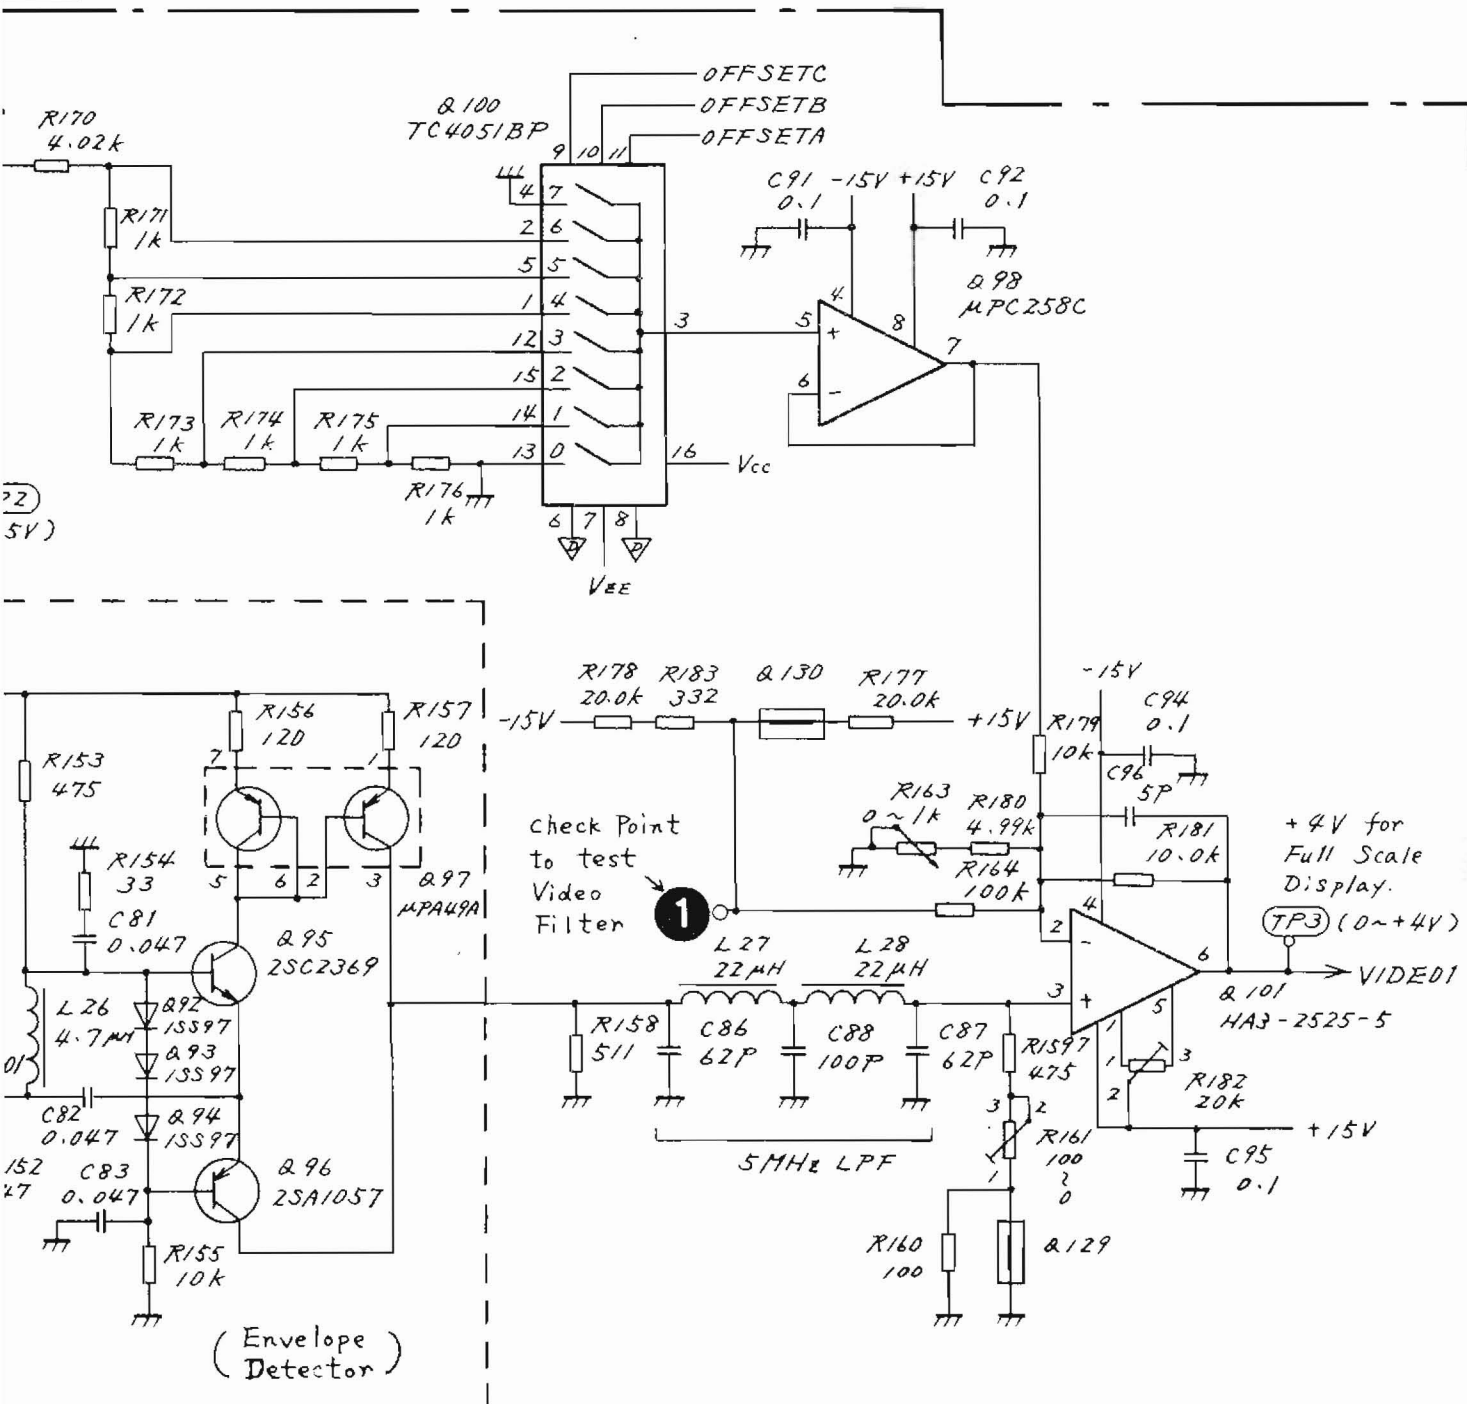 OFFSETC
OFFSETB
OFFSETA
Q100
TC4051BP
9 10 11
R170
4.02k
R171
1k
R172
1k
4 7
2 6
5 5
1 4
12 3
15 2
14 1
13 0
3
16 Vcc
6 7 8
D
P
VEE
R173
1k
R174
1k
R175
1k
R176
1k
22
5V)
C91
0.1
-15V
+15V
C92
0.1
Q98
μPC258C
4
8
5 +
6 -
7
R178
20.0k
R183
332
Q130
R177
20.0k
-15V
+15V
-15V
C94
0.1
R179
10k
C96
5P
R163
0~1k
R180
4.99k
R181
10.0k
R164
100k
+4V for
Full Scale
Display.
TP3 (0~+4V)
VIDEO1
Check Point
to test
Video
Filter
1
R156
120
R157
120
7
1
R153
475
5 6 2 3
Q97
μPA49A
R154
33
C81
0.047
Q95
2SC2369
L26
4.7μH
Q92
1SS97
Q93
1SS97
Q94
1SS97
01
C82
0.047
152
47
C83
0.047
Q96
2SA1057
R155
10k
(Envelope
Detector)
L27
22μH
L28
22μH
R158
511
C86
62P
C88
100P
C87
62P
5MHz LPF
R1597
475
3 2
R161
100
~
0
1
R160
100
Q129
2 -
3 +
4
6
1
5
Q101
HA3-2525-5
1
3
2
R182
20k
+15V
C95
0.1